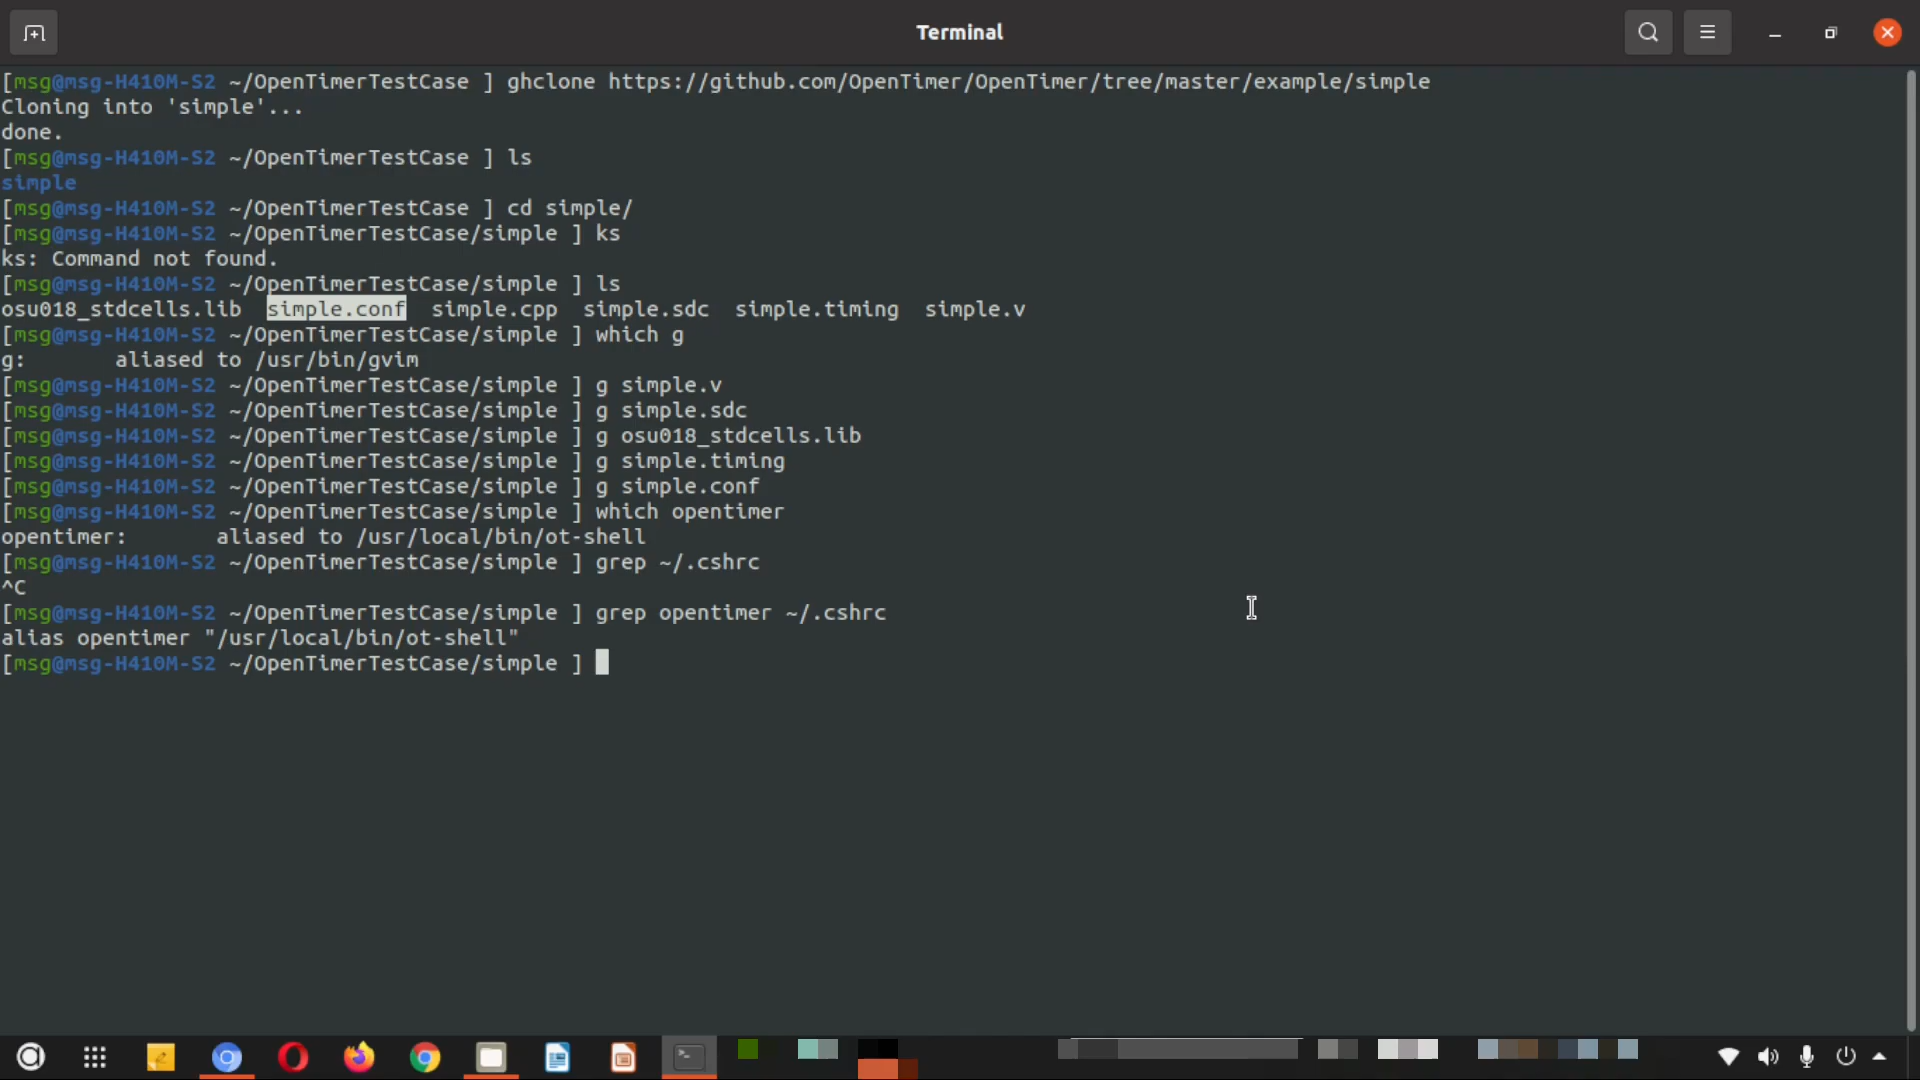 Terminal
[msg@msg-H410M-S2 ~/OpenTimerTestCase ] ghclone https://github.com/OpenTimer/OpenTimer/tree/master/example/simple
Cloning into 'simple'...
done.
[msg@msg-H410M-S2 ~/OpenTimerTestCase ] ls
simple
[msg@msg-H410M-S2 ~/OpenTimerTestCase ] cd simple/
[msg@msg-H410M-S2 ~/OpenTimerTestCase/simple ] ks
ks: Command not found.
[msg@msg-H410M-S2 ~/OpenTimerTestCase/simple ] ls
osu018_stdcells.lib  simple.conf  simple.cpp  simple.sdc  simple.timing  simple.v
[msg@msg-H410M-S2 ~/OpenTimerTestCase/simple ] which g
g:       aliased to /usr/bin/gvim
[msg@msg-H410M-S2 ~/OpenTimerTestCase/simple ] g simple.v
[msg@msg-H410M-S2 ~/OpenTimerTestCase/simple ] g simple.sdc
[msg@msg-H410M-S2 ~/OpenTimerTestCase/simple ] g osu018_stdcells.lib
[msg@msg-H410M-S2 ~/OpenTimerTestCase/simple ] g simple.timing
[msg@msg-H410M-S2 ~/OpenTimerTestCase/simple ] g simple.conf
[msg@msg-H410M-S2 ~/OpenTimerTestCase/simple ] which opentimer
opentimer:       aliased to /usr/local/bin/ot-shell
[msg@msg-H410M-S2 ~/OpenTimerTestCase/simple ] grep ~/.cshrc
^C
[msg@msg-H410M-S2 ~/OpenTimerTestCase/simple ] grep opentimer ~/.cshrc
alias opentimer "/usr/local/bin/ot-shell"
[msg@msg-H410M-S2 ~/OpenTimerTestCase/simple ]